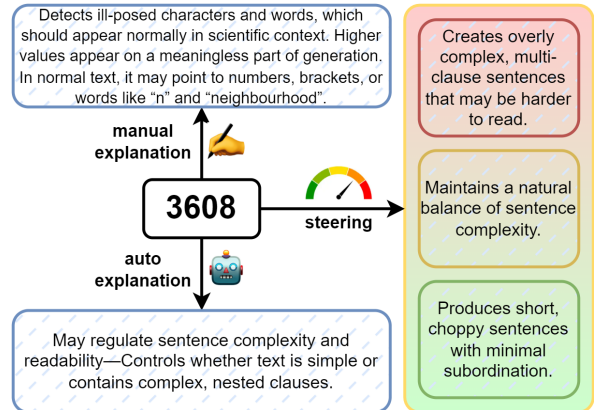 Detects ill-posed characters and words, which
should appear normally in scientific context. Higher
values appear on a meaningless part of generation.
In normal text, it may point to numbers, brackets, or
words like “n” and “neighbourhood”.
manual
explanation
3608
steering
auto
explanation
May regulate sentence complexity and
readability—Controls whether text is simple or
contains complex, nested clauses.
Creates overly
complex, multi-
clause sentences
that may be harder
to read.
Maintains a natural
balance of sentence
complexity.
Produces short,
choppy sentences
with minimal
subordination.